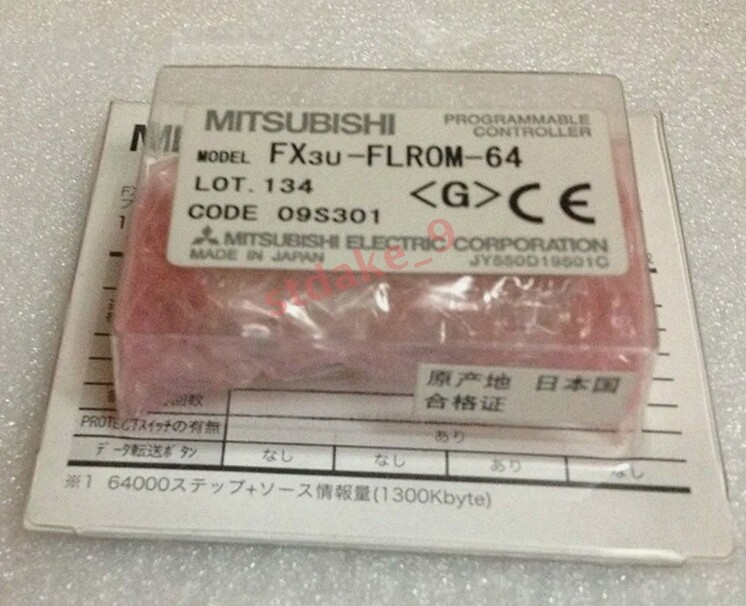 MITSUBISHI
PROGRAMMABLE
CONTROLLER
MODEL FX3U-FLROM-64
LOT. 134
<G> CE
CODE 09S301
MITSUBISHI ELECTRIC CORPORATION
MADE IN JAPAN JY550D19501C
stdake_9
原产地 日本国
合格证
回数
PROTECTスイッチの有無 あり
データ転送ボタン なし なし あり なし
※1 64000ステップ+ソース情報量(1300Kbyte)